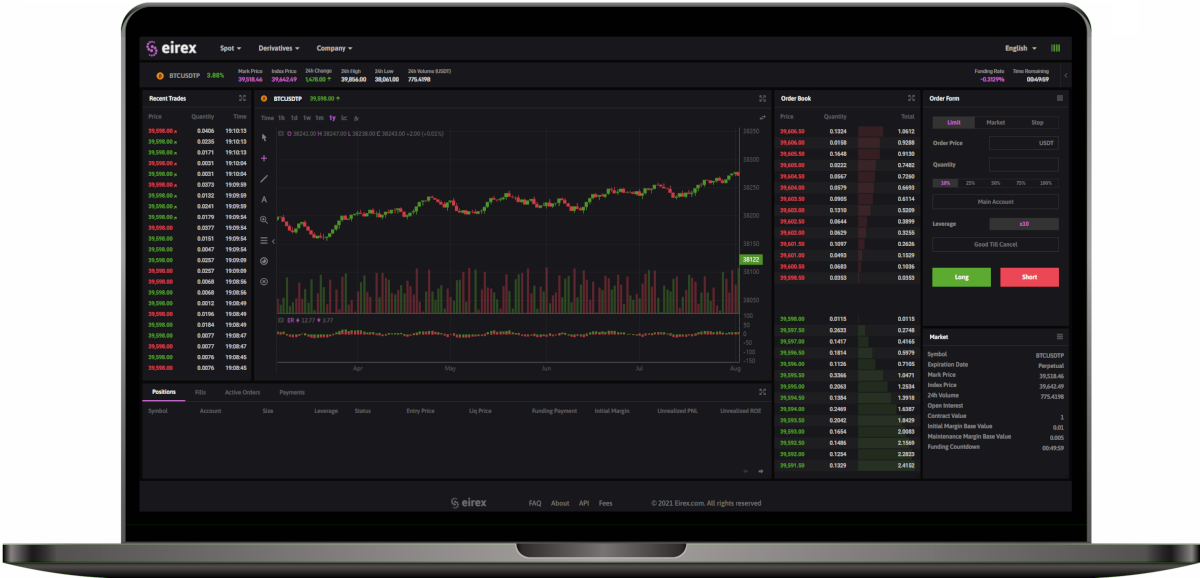 eirex Spot Derivatives Company English
BTCUSDTP 3.88% Mark Price Index Price 24h Change 24h High 24h Low 24h Volume (USDT) Funding Rate Time Remaining
39,518.46 39,642.49 1,478.00 39,856.00 38,061.00 775.4198 -0.3129% 00:49:59
Recent Trades
Price Quantity Time
39,598.00 0.0406 19:10:13
39,598.00 0.0235 19:10:13
39,598.00 0.0171 19:10:13
39,598.00 0.0031 19:10:04
39,598.00 0.0031 19:10:04
39,598.00 0.0373 19:09:59
39,598.00 0.0132 19:09:59
39,598.00 0.0241 19:09:59
39,598.00 0.0179 19:09:54
39,598.00 0.0377 19:09:54
39,598.00 0.0151 19:09:54
39,598.00 0.0047 19:09:54
39,598.00 0.0257 19:09:09
39,598.00 0.0257 19:09:09
39,598.00 0.0068 19:08:56
39,598.00 0.0068 19:08:56
39,598.00 0.0012 19:08:49
39,598.00 0.0196 19:08:49
39,598.00 0.0184 19:08:49
39,598.00 0.0077 19:08:47
39,598.00 0.0077 19:08:47
39,598.00 0.0076 19:08:45
39,598.00 0.0076 19:08:45
BTCUSDTP 39,598.00
Time 1h 1d 1w 1m 1y
O 38241.00 H 38247.00 L 38239.00 C 38243.00 +2.00 (+0.01%)
38300
38250
38200
38150
38122
38100
38050
ER 12.77 3.77
100
50
0
-50
-100
-150
Apr May Jun Jul Aug
Order Book
Price Quantity Total
39,606.50 0.1324 1.0612
39,606.00 0.0158 0.9288
39,605.50 0.1648 0.9130
39,605.00 0.0222 0.7482
39,604.50 0.0567 0.7260
39,604.00 0.0579 0.6693
39,603.50 0.0905 0.6114
39,603.00 0.1310 0.5209
39,602.50 0.0644 0.3899
39,602.00 0.0629 0.3255
39,601.50 0.1097 0.2626
39,601.00 0.0493 0.1529
39,600.50 0.0683 0.1036
39,598.50 0.0353 0.0353
39,598.00 0.0115 0.0115
39,597.50 0.2633 0.2748
39,597.00 0.1417 0.4165
39,596.50 0.1814 0.5979
39,596.00 0.1126 0.7105
39,595.50 0.3366 1.0471
39,595.00 0.2063 1.2534
39,594.50 0.1384 1.3918
39,594.00 0.2469 1.6387
39,593.50 0.2042 1.8429
39,593.00 0.1654 2.0083
39,592.50 0.1486 2.1569
39,592.00 0.1254 2.2823
39,591.50 0.1329 2.4152
Order Form
Limit Market Stop
Order Price USDT
Quantity
10% 25% 50% 75% 100%
Main Account
Leverage x10
Good Till Cancel
Long Short
Market
Symbol BTCUSDTP
Expiration Date Perpetual
Mark Price 39,518.46
Index Price 39,642.49
24h Volume 775.4198
Open Interest
Contract Value 1
Initial Margin Base Value 0.01
Maintenance Margin Base Value 0.005
Funding Countdown 00:49:59
Positions Fills Active Orders Payments
Symbol Account Size Leverage Status Entry Price Liq Price Funding Payment Initial Margin Unrealized PNL Unrealized ROE
eirex FAQ About API Fees © 2021 Eirex.com. All rights reserved